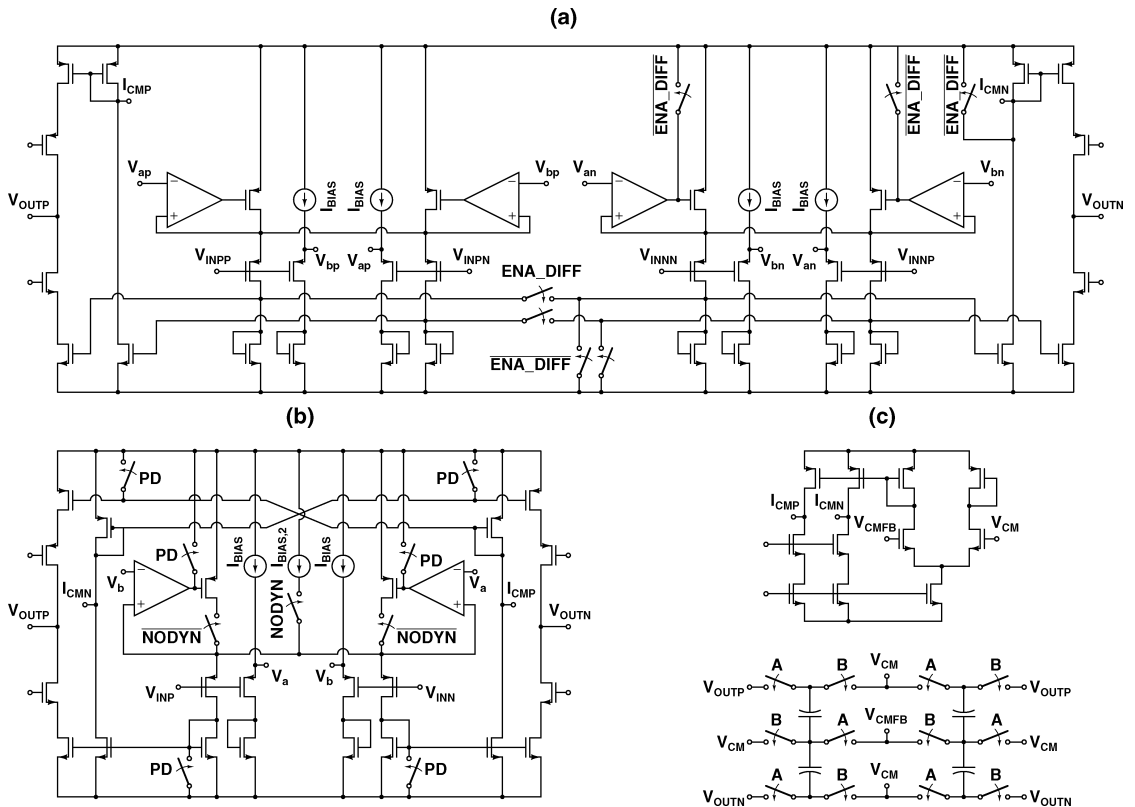 (a)
I_CMP
ENA_DIFF
ENA_DIFF
ENA_DIFF
I_CMN
V_ap
V_bp
V_an
V_bn
V_OUTP
I_BIAS
I_BIAS
I_BIAS
I_BIAS
V_OUTN
V_INPP
V_bp
V_ap
V_INPN
V_INNN
V_bn
V_an
V_INNP
ENA_DIFF
ENA_DIFF
(b)
(c)
PD
PD
I_BIAS
I_BIAS,2
I_BIAS
PD
PD
V_b
V_a
I_CMN
I_CMP
NODYN
V_OUTP
V_OUTN
NODYN
NODYN
V_a
V_b
V_INP
V_INN
PD
PD
I_CMP
I_CMN
V_CMFB
V_CM
A
B
V_CM
A
B
V_OUTP
V_OUTP
B
A
V_CMFB
B
A
V_CM
V_CM
A
B
V_CM
A
B
V_OUTN
V_OUTN